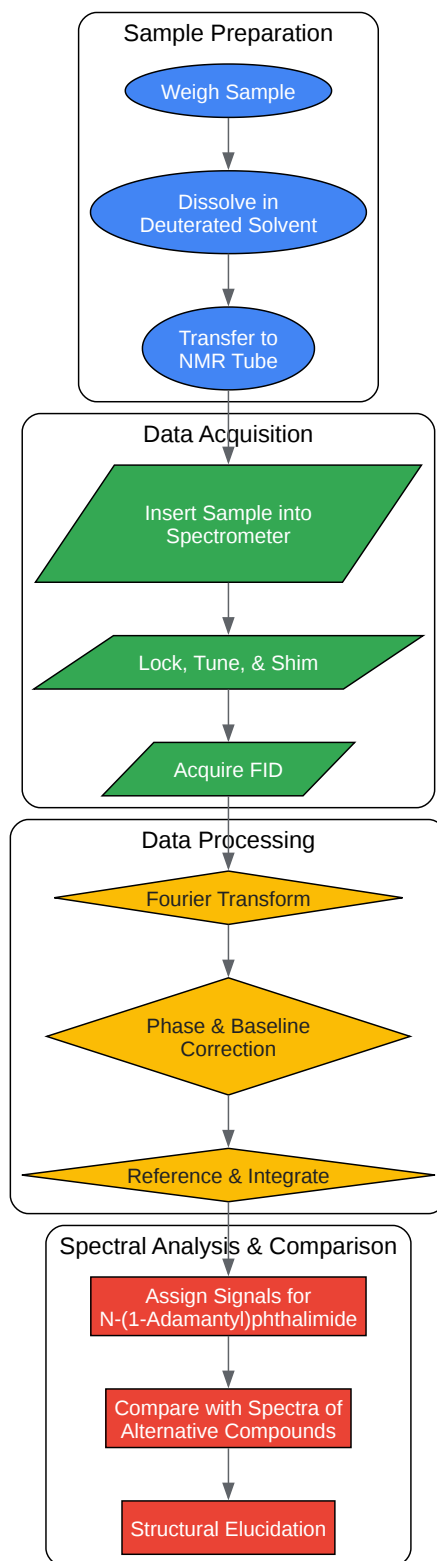 Sample Preparation
Weigh Sample
Dissolve in
Deuterated Solvent
Transfer to
NMR Tube
Data Acquisition
Insert Sample into
Spectrometer
Lock, Tune, & Shim
Acquire FID
Data Processing
Fourier Transform
Phase & Baseline
Correction
Reference & Integrate
Spectral Analysis & Comparison
Assign Signals for
N-(1-Adamantyl)phthalimide
Compare with Spectra of
Alternative Compounds
Structural Elucidation